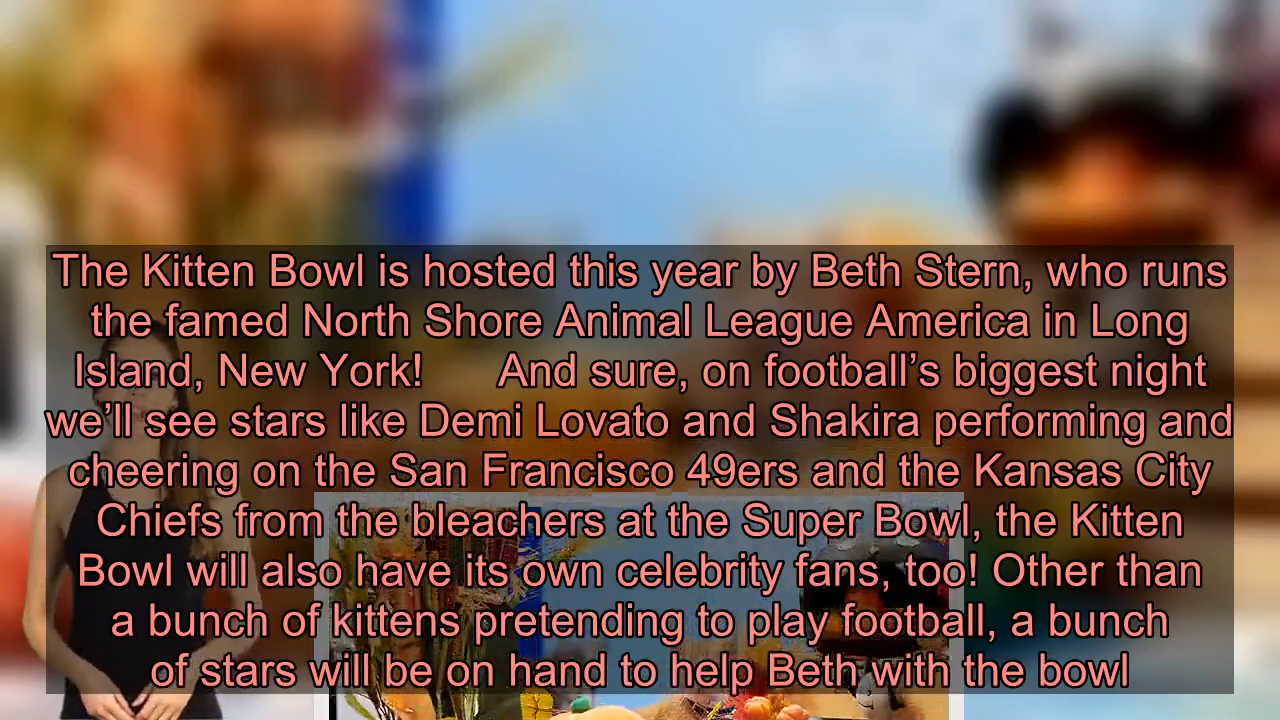 The Kitten Bowl is hosted this year by Beth Stern, who runs
the famed North Shore Animal League America in Long
Island, New York!      And sure, on football’s biggest night
we’ll see stars like Demi Lovato and Shakira performing and
cheering on the San Francisco 49ers and the Kansas City
Chiefs from the bleachers at the Super Bowl, the Kitten
Bowl will also have its own celebrity fans, too! Other than
a bunch of kittens pretending to play football, a bunch
of stars will be on hand to help Beth with the bowl